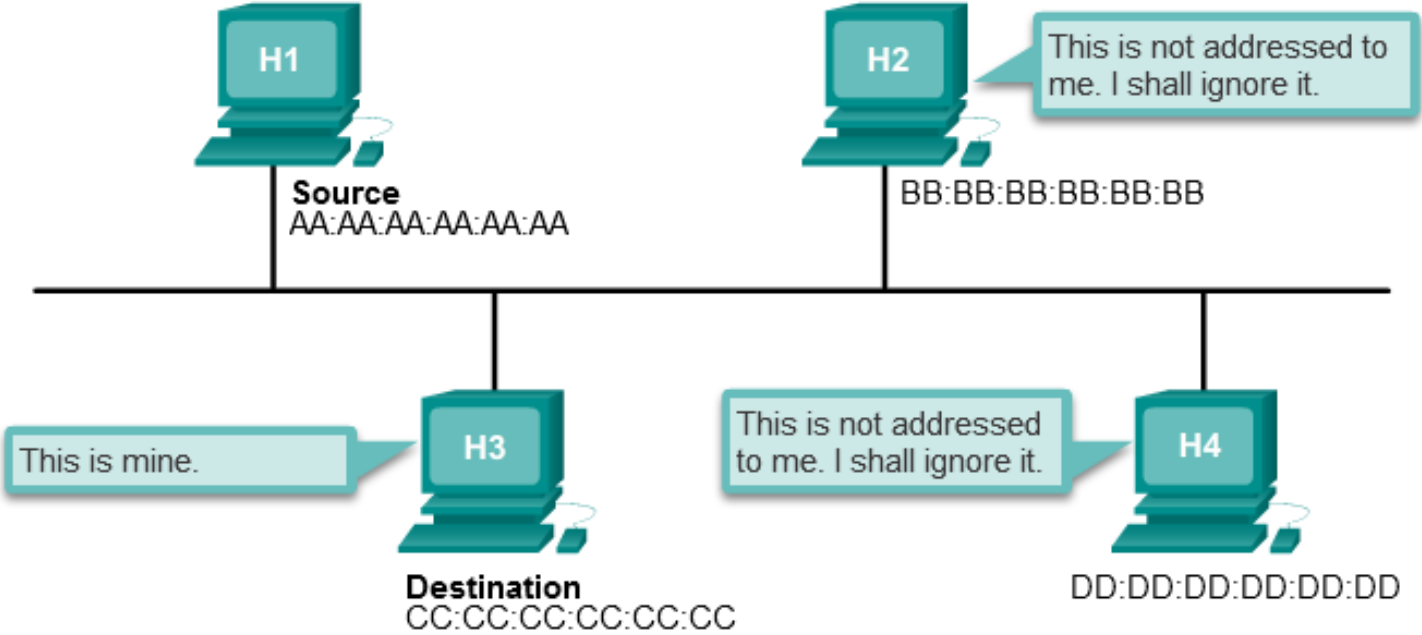 H1
H2
This is not addressed to
me. I shall ignore it.
Source
AA:AA:AA:AA:AA:AA
BB:BB:BB:BB:BB:BB
This is mine.
H3
This is not addressed
to me. I shall ignore it.
H4
Destination
CC:CC:CC:CC:CC:CC
DD:DD:DD:DD:DD:DD